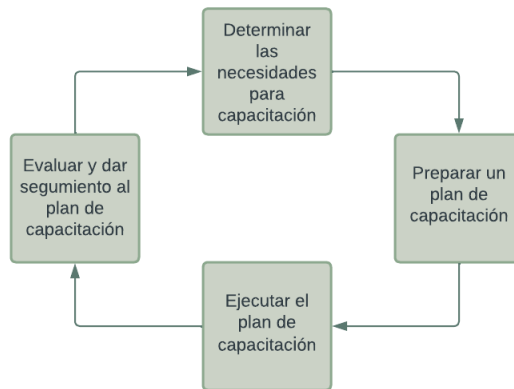 Determinar
las
necesidades
para
capacitación
Preparar un
plan de
capacitación
Ejecutar el
plan de
capacitación
Evaluar y dar
segumiento al
plan de
capacitación